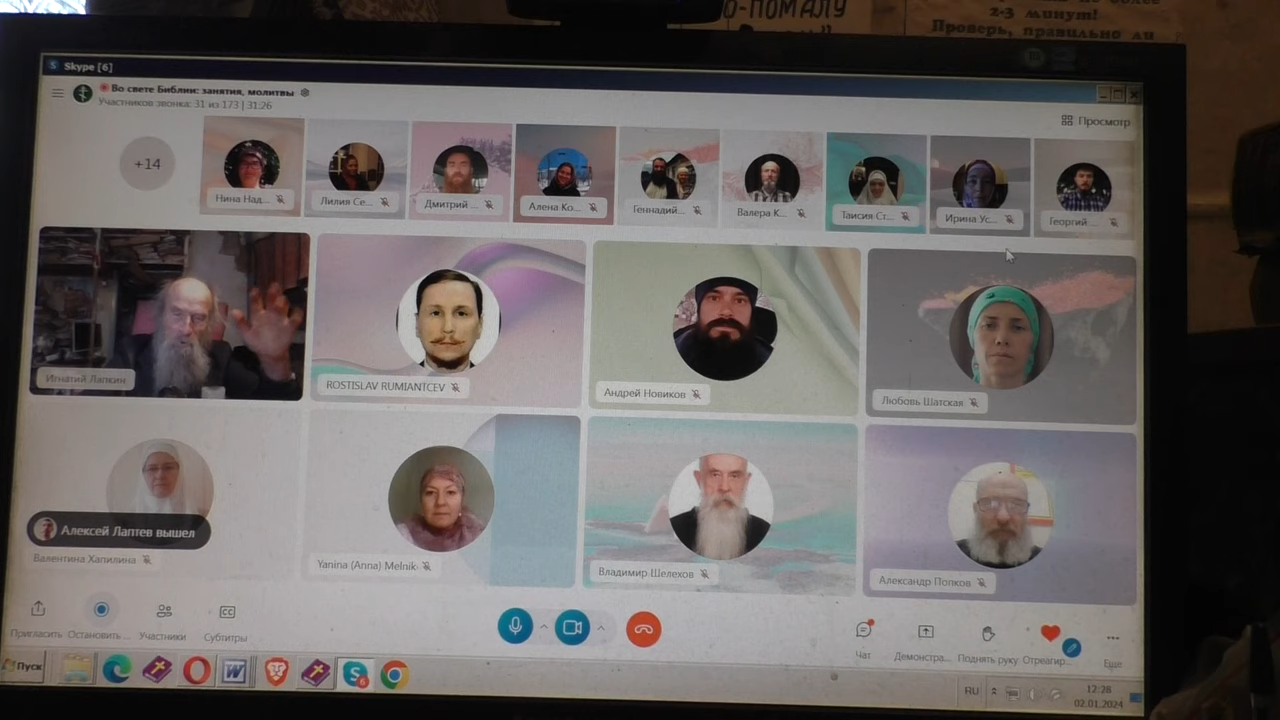 О-ПОМАЛУ
2-3 минут!
Проверь, правильно ли
Skype [6]
Во свете Библии: занятия, молитвы
Участников звонка: 31 из 173 | 31:26
Просмотр
+14
Нина Над...
Лилия Се...
Дмитрий ...
Алена Ко...
Геннадий...
Валера К...
Таисия Ст...
Ирина Ус...
Георгий ...
Игнатий Лапкин
ROSTISLAV RUMIANTCEV
Андрей Новиков
Любовь Шатская
Алексей Лаптев вышел
Валентина Хапилина
Yanina (Anna) Melnik
Владимир Шелехов
Александр Попков
Пригласить
Остановить ...
Участники
Субтитры
Чат
Демонстра...
Поднять руку
Отреагир...
Еще
Пуск
RU
12:28
02.01.2024